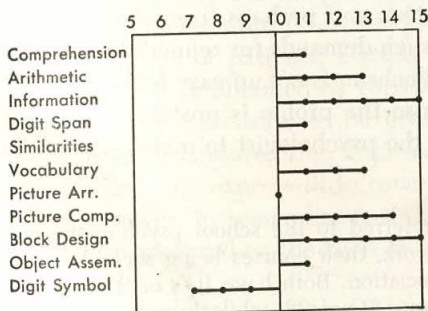 5 6 7 8 9 10 11 12 13 14 15
Comprehension
Arithmetic
Information
Digit Span
Similarities
Vocabulary
Picture Arr.
Picture Comp.
Block Design
Object Assem.
Digit Symbol